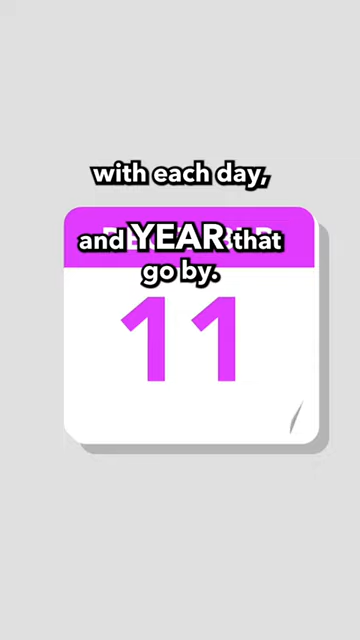 with each day,
and YEAR that
go by.
11